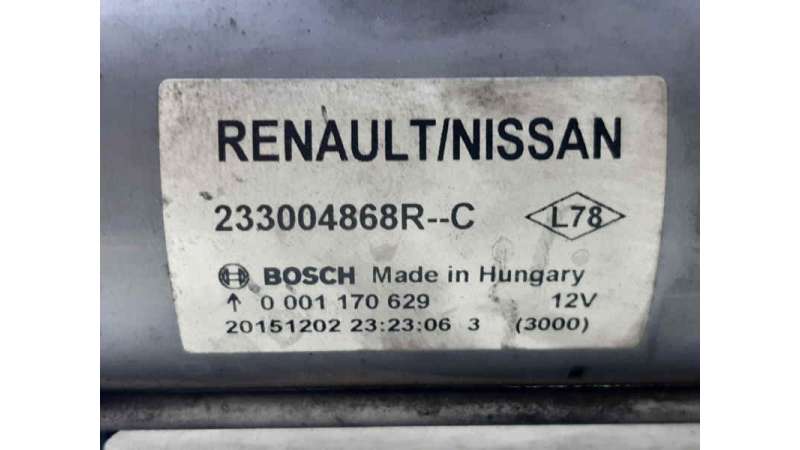 RENAULT/NISSAN
233004868R--C L78
BOSCH Made in Hungary
↑ 0 001 170 629 12V
20151202 23:23:06 3 (3000)